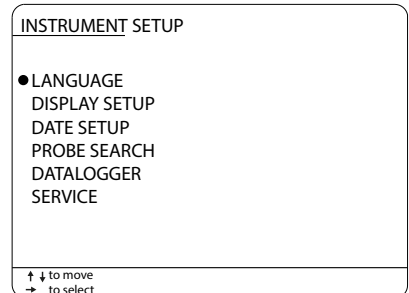 INSTRUMENT SETUP
●LANGUAGE
DISPLAY SETUP
DATE SETUP
PROBE SEARCH
DATALOGGER
SERVICE
↑ ↓ to move
→ to select